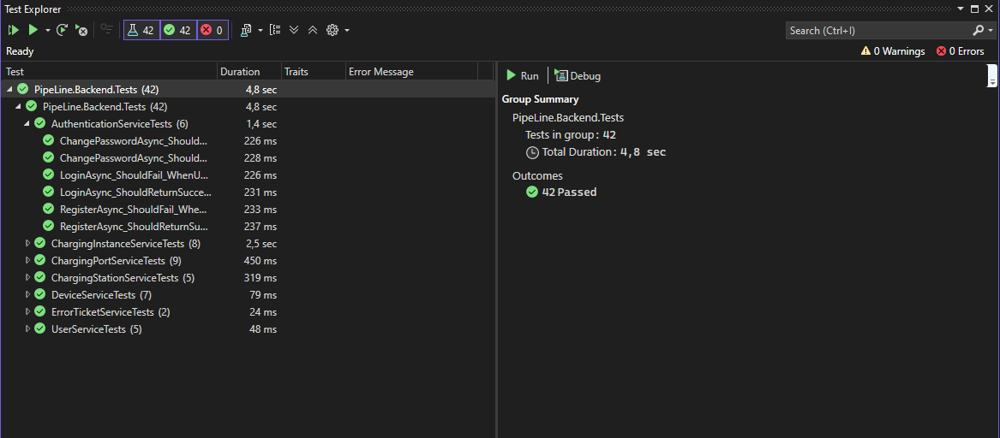 Test Explorer
42 42 0
Search (Ctrl+I)
Ready
0 Warnings 0 Errors
Test Duration Traits Error Message
PipeLine.Backend.Tests (42) 4,8 sec
PipeLine.Backend.Tests (42) 4,8 sec
AuthenticationServiceTests (6) 1,4 sec
ChangePasswordAsync_Should... 226 ms
ChangePasswordAsync_Should... 228 ms
LoginAsync_ShouldFail_WhenU... 226 ms
LoginAsync_ShouldReturnSucce... 231 ms
RegisterAsync_ShouldFail_Whe... 233 ms
RegisterAsync_ShouldReturnSu... 237 ms
ChargingInstanceServiceTests (8) 2,5 sec
ChargingPortServiceTests (9) 450 ms
ChargingStationServiceTests (5) 319 ms
DeviceServiceTests (7) 79 ms
ErrorTicketServiceTests (2) 24 ms
UserServiceTests (5) 48 ms
Run Debug
Group Summary
PipeLine.Backend.Tests
Tests in group: 42
Total Duration: 4,8 sec
Outcomes
42 Passed